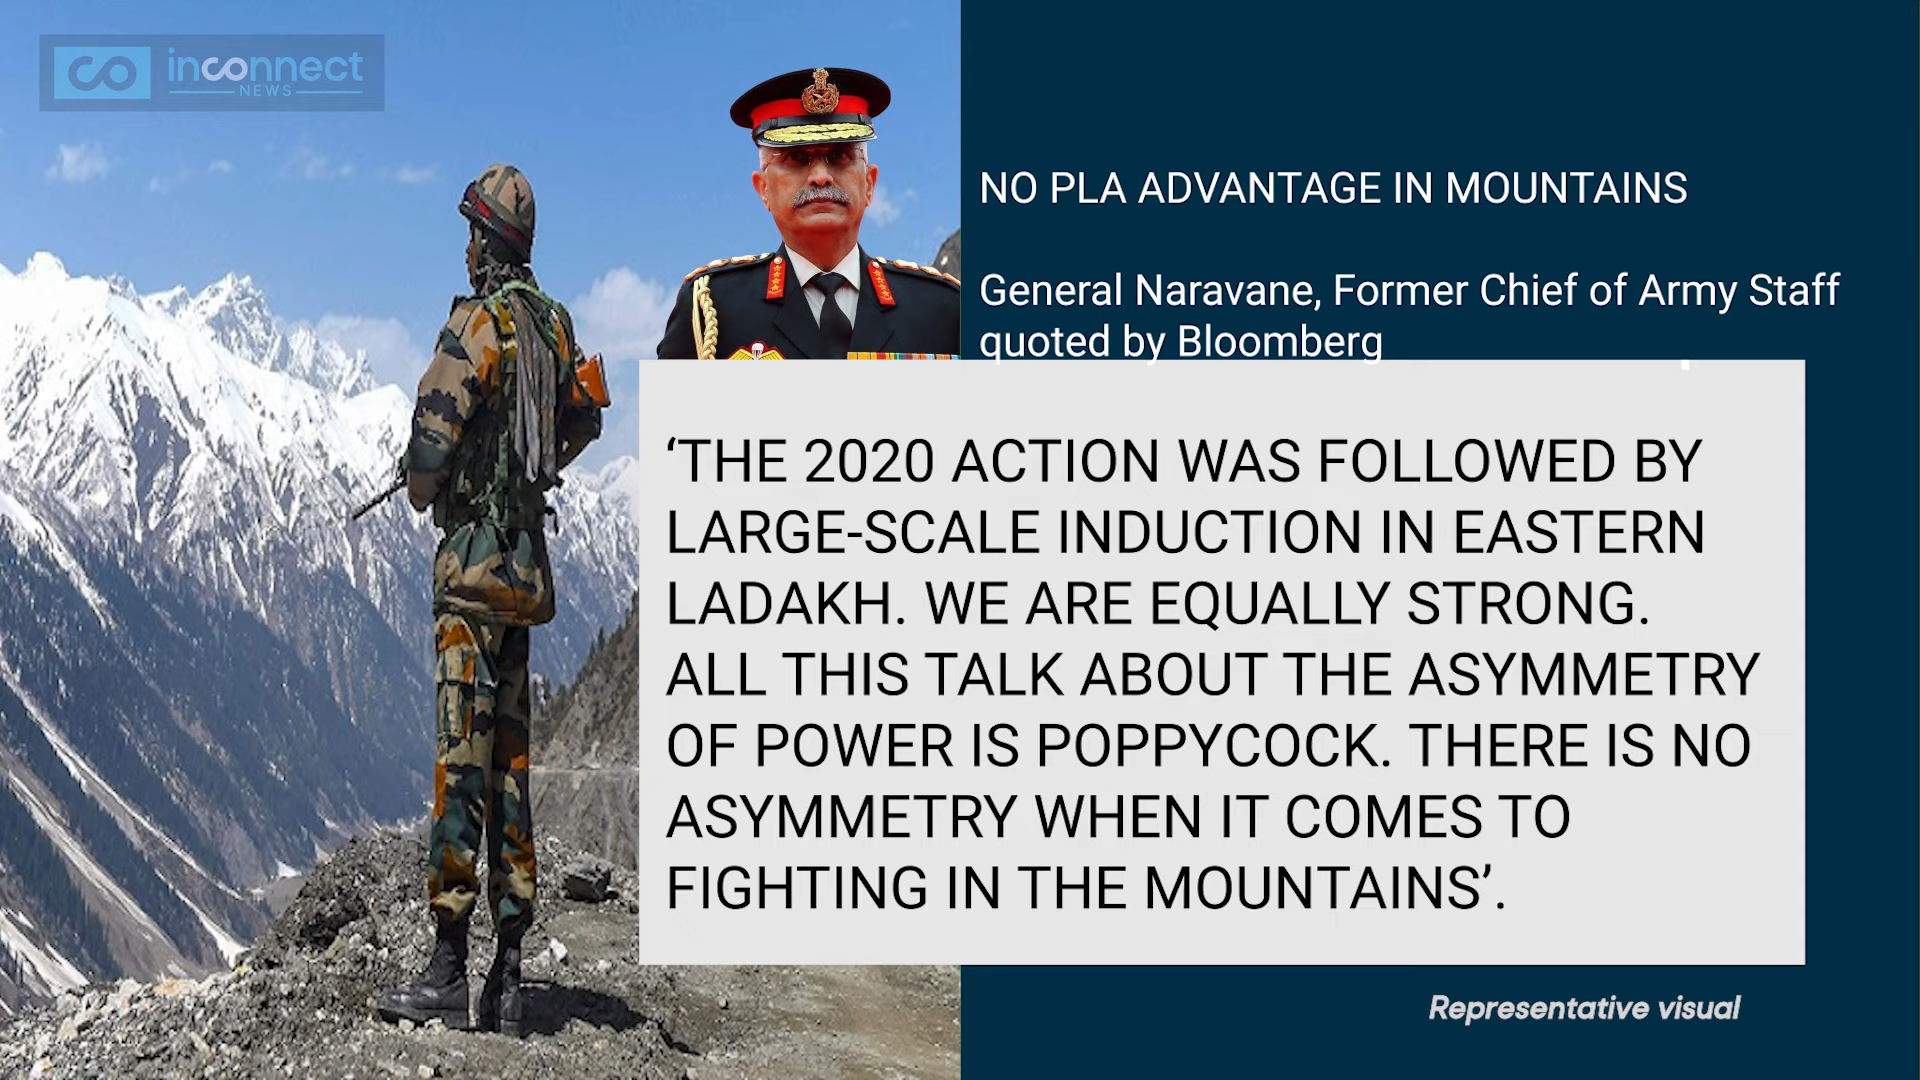 inconnect
NEWS
NO PLA ADVANTAGE IN MOUNTAINS
General Naravane, Former Chief of Army Staff
quoted by Bloomberg
‘THE 2020 ACTION WAS FOLLOWED BY
LARGE-SCALE INDUCTION IN EASTERN
LADAKH. WE ARE EQUALLY STRONG.
ALL THIS TALK ABOUT THE ASYMMETRY
OF POWER IS POPPYCOCK. THERE IS NO
ASYMMETRY WHEN IT COMES TO
FIGHTING IN THE MOUNTAINS’.
Representative visual